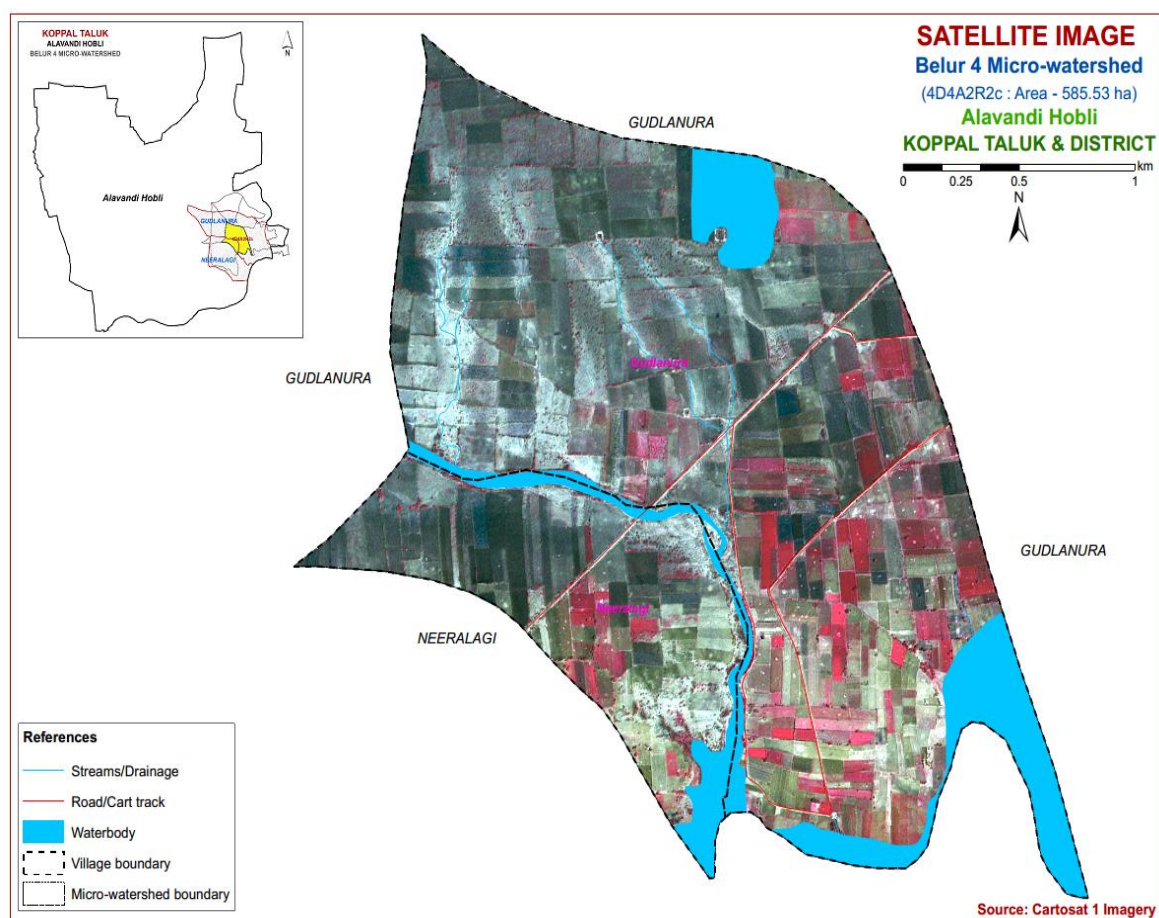 KOPPAL TALUK
ALAVANDI HOBLI
BELUR 4 MICRO-WATERSHED
N
Alavandi Hobli
GUDLANURA
NEERALAGI
SATELLITE IMAGE
Belur 4 Micro-watershed
(4D4A2R2c : Area - 585.53 ha)
Alavandi Hobli
KOPPAL TALUK & DISTRICT
km
0 0.25 0.5 1
N
GUDLANURA
Gudlanura
GUDLANURA
GUDLANURA
Neeralagi
NEERALAGI
References
Streams/Drainage
Road/Cart track
Waterbody
Village boundary
Micro-watershed boundary
Source: Cartosat 1 Imagery